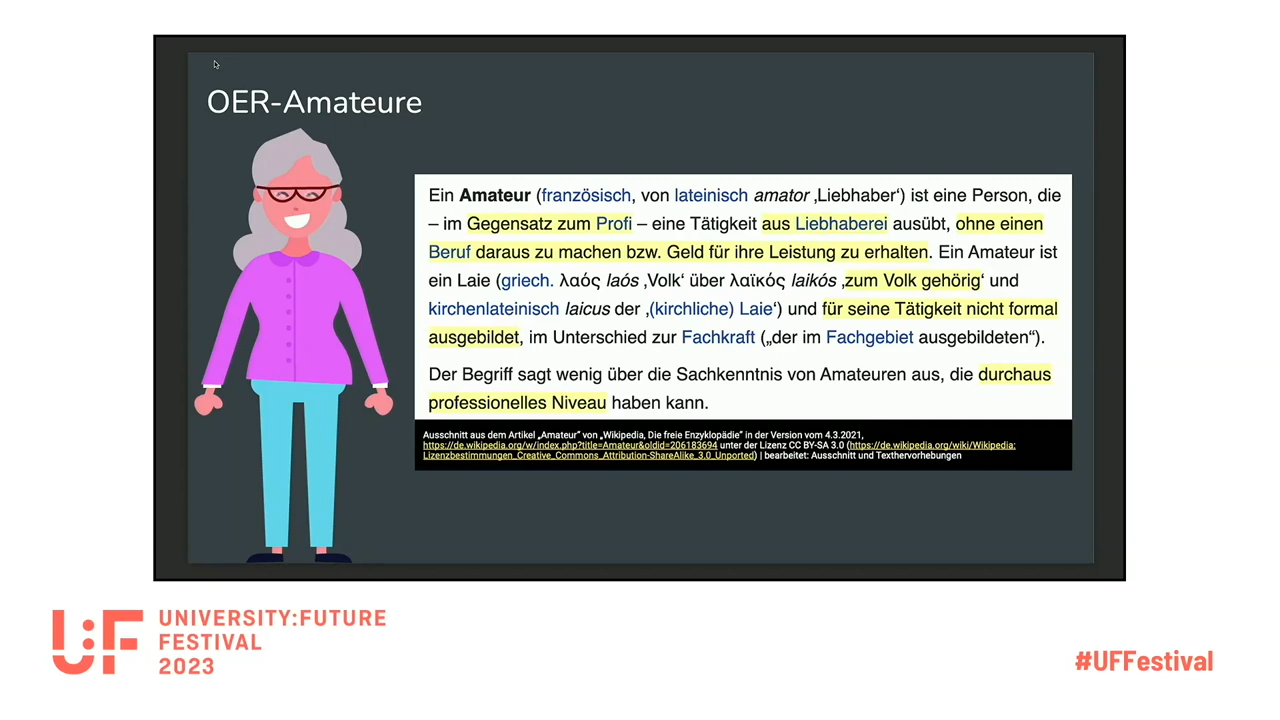 OER-Amateure
Ein Amateur (französisch, von lateinisch amator ‚Liebhaber‘) ist eine Person, die
– im Gegensatz zum Profi – eine Tätigkeit aus Liebhaberei ausübt, ohne einen
Beruf daraus zu machen bzw. Geld für ihre Leistung zu erhalten. Ein Amateur ist
ein Laie (griech. λαός laós ‚Volk‘ über λαϊκός laikós ‚zum Volk gehörig‘ und
kirchenlateinisch laicus der ‚(kirchliche) Laie‘) und für seine Tätigkeit nicht formal
ausgebildet, im Unterschied zur Fachkraft („der im Fachgebiet ausgebildeten“).
Der Begriff sagt wenig über die Sachkenntnis von Amateuren aus, die durchaus
professionelles Niveau haben kann.
Ausschnitt aus dem Artikel „Amateur“ von „Wikipedia, Die freie Enzyklopädie“ in der Version vom 4.3.2021,
https://de.wikipedia.org/w/index.php?title=Amateur&oldid=206183694 unter der Lizenz CC BY-SA 3.0 (https://de.wikipedia.org/wiki/Wikipedia:
Lizenzbestimmungen_Creative_Commons_Attribution-ShareAlike_3.0_Unported) | bearbeitet: Ausschnitt und Texthervorhebungen
U:F
UNIVERSITY:FUTURE
FESTIVAL
2023
#UFFestival